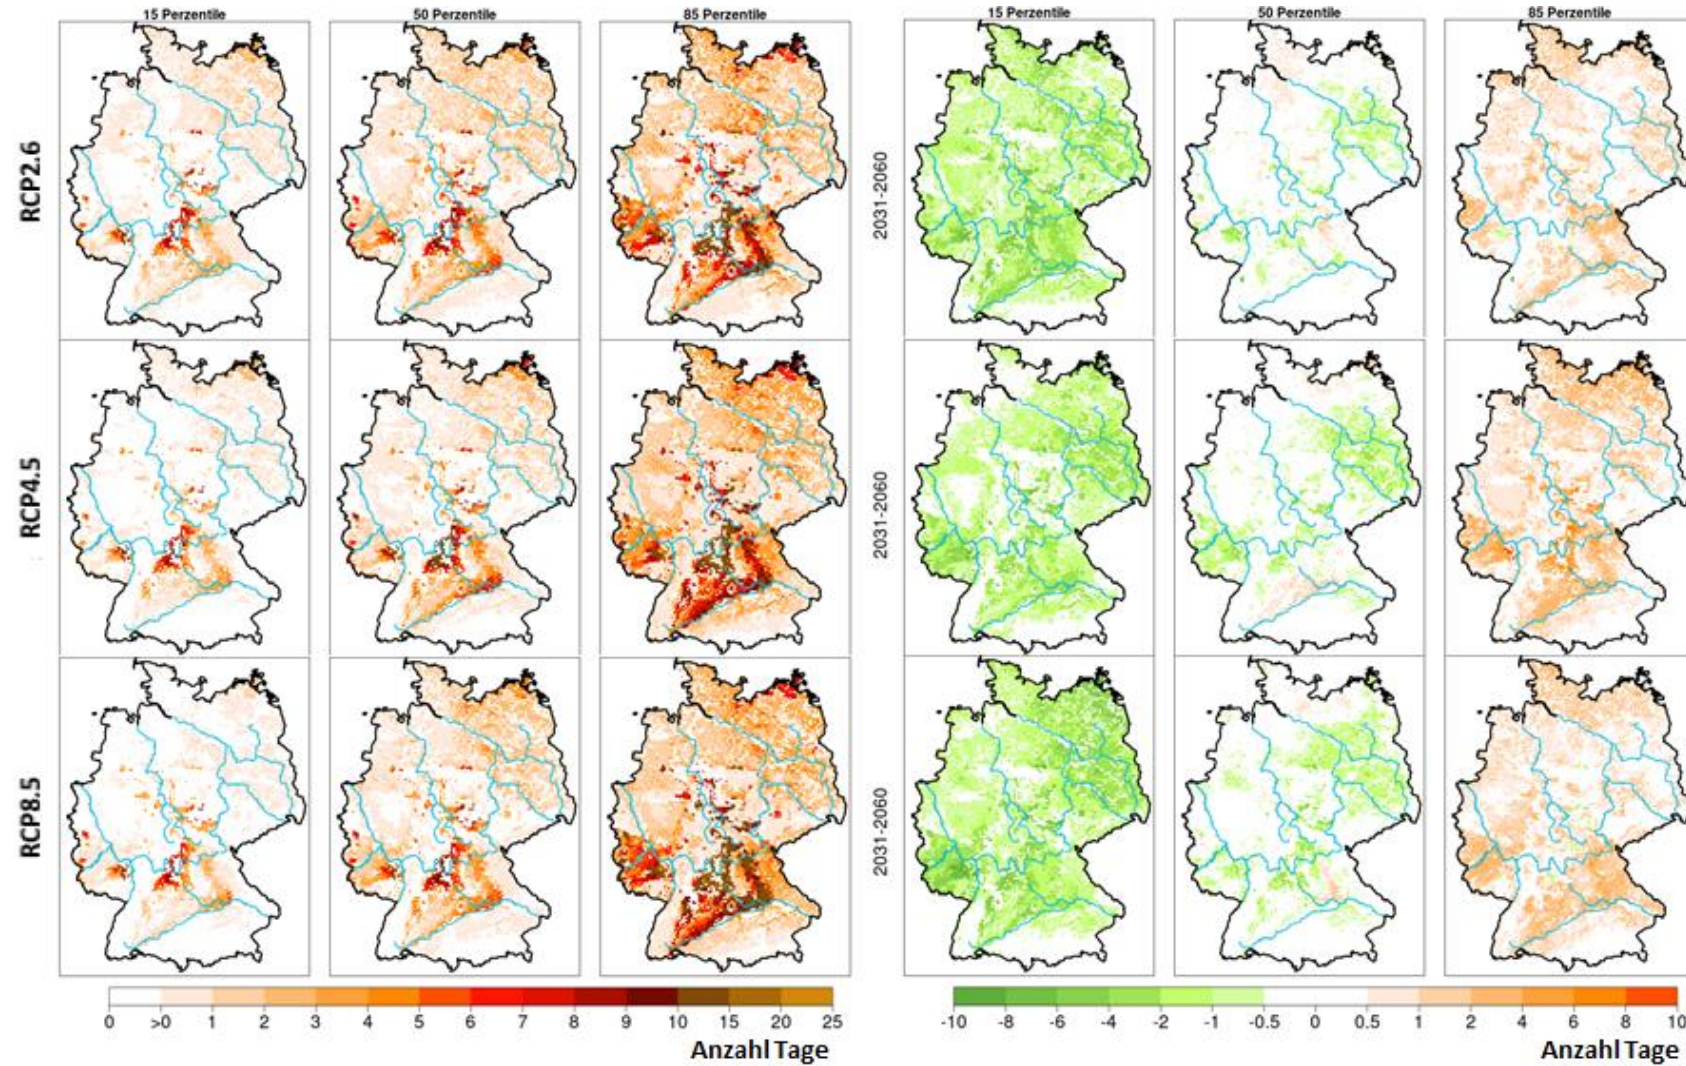 15 Perzentile 50 Perzentile 85 Perzentile 15 Perzentile 50 Perzentile 85 Perzentile
RCP2.6
2031-2060
RCP4.5
2031-2060
RCP8.5
2031-2060
0 >0 1 2 3 4 5 6 7 8 9 10 15 20 25
-10 -8 -6 -4 -2 -1 -0.5 0 0.5 1 2 4 6 8 10
Anzahl Tage
Anzahl Tage